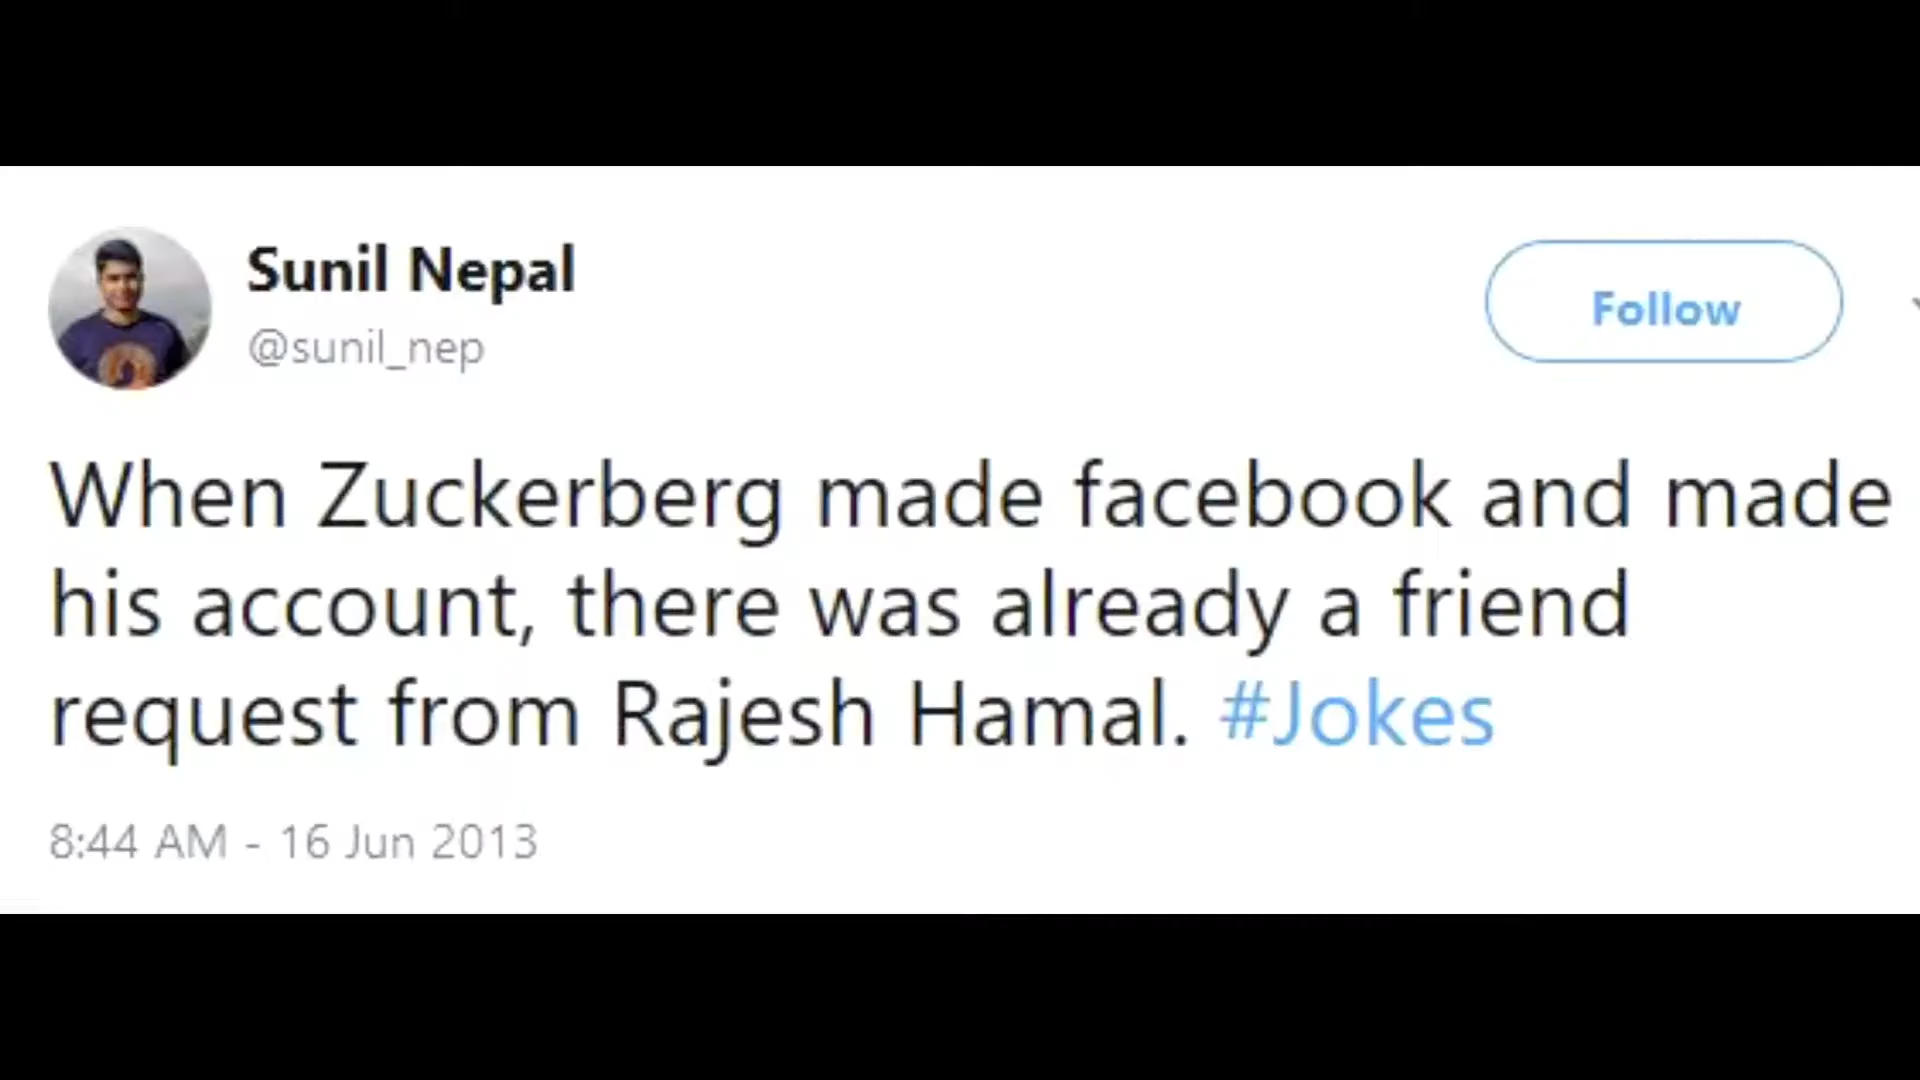 Sunil Nepal
@sunil_nep
Follow
When Zuckerberg made facebook and made
his account, there was already a friend
request from Rajesh Hamal. #Jokes
8:44 AM - 16 Jun 2013